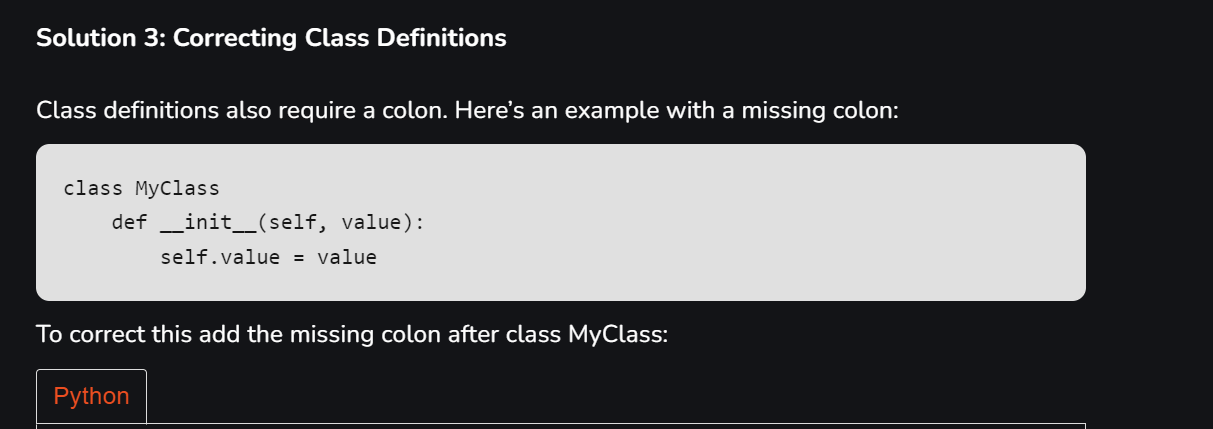 Solution 3: Correcting Class Definitions
Class definitions also require a colon. Here’s an example with a missing colon:
class MyClass
    def __init__(self, value):
        self.value = value
To correct this add the missing colon after class MyClass:
Python